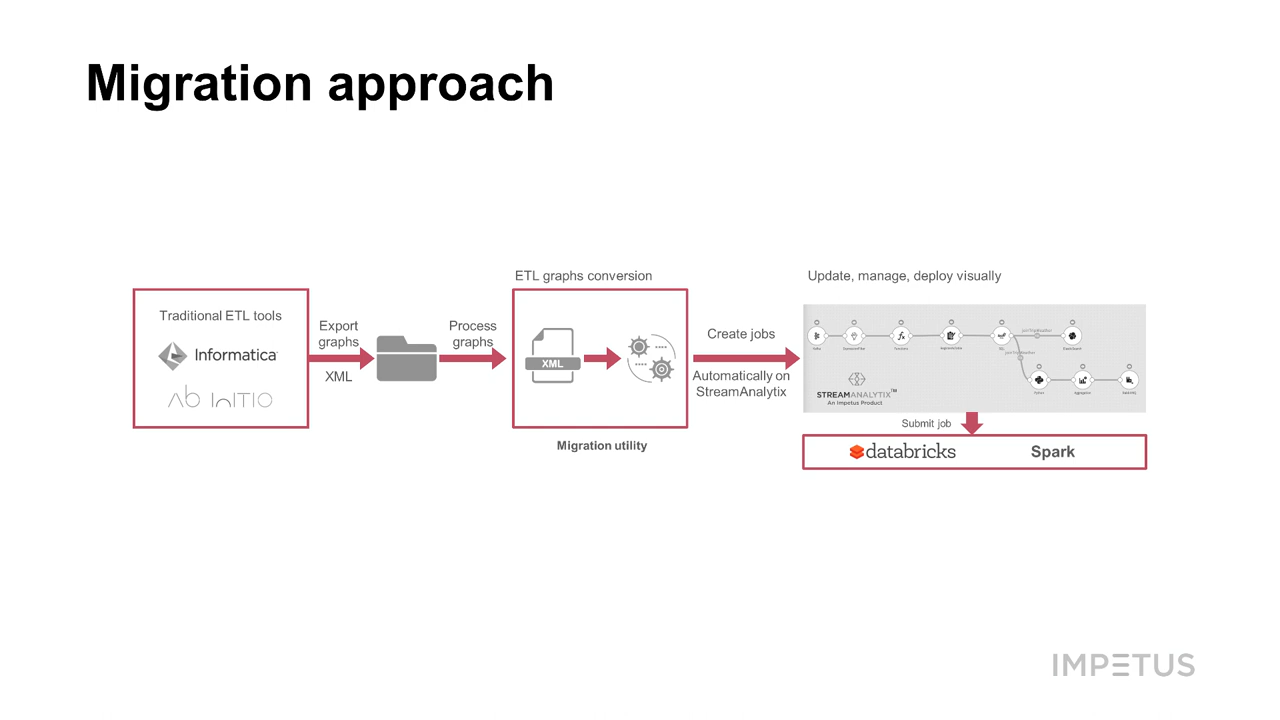 Migration approach
ETL graphs conversion
Update, manage, deploy visually
Traditional ETL tools
Informatica
Ab InITIO
Export
graphs
XML
Process
graphs
XML
Migration utility
Create jobs
Automatically on
StreamAnalytix
STREAMANALYTIX™
An Impetus Product
Submit job
databricks
Spark
IMPETUS